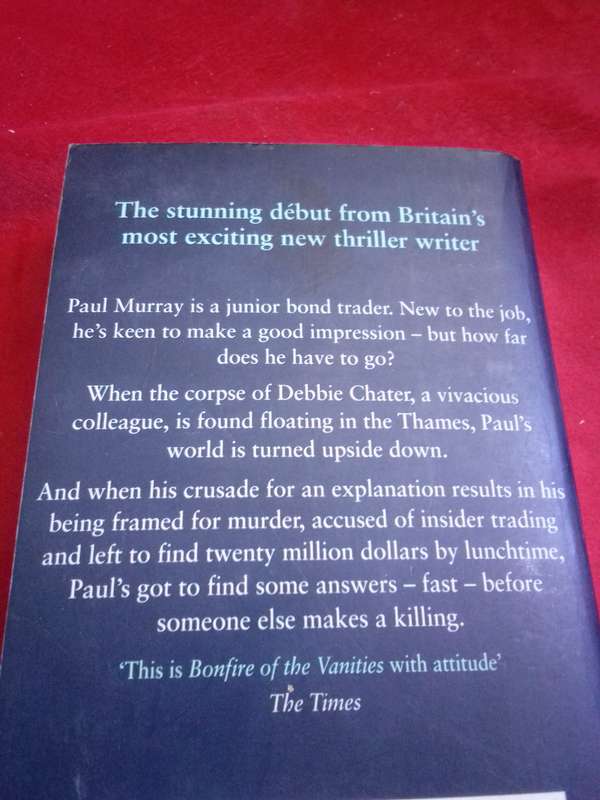 The stunning début from Britain's
most exciting new thriller writer
Paul Murray is a junior bond trader. New to the job,
he's keen to make a good impression – but how far
does he have to go?
When the corpse of Debbie Chater, a vivacious
colleague, is found floating in the Thames, Paul's
world is turned upside down.
And when his crusade for an explanation results in his
being framed for murder, accused of insider trading
and left to find twenty million dollars by lunchtime,
Paul's got to find some answers – fast – before
someone else makes a killing.
'This is Bonfire of the Vanities with attitude'
The Times